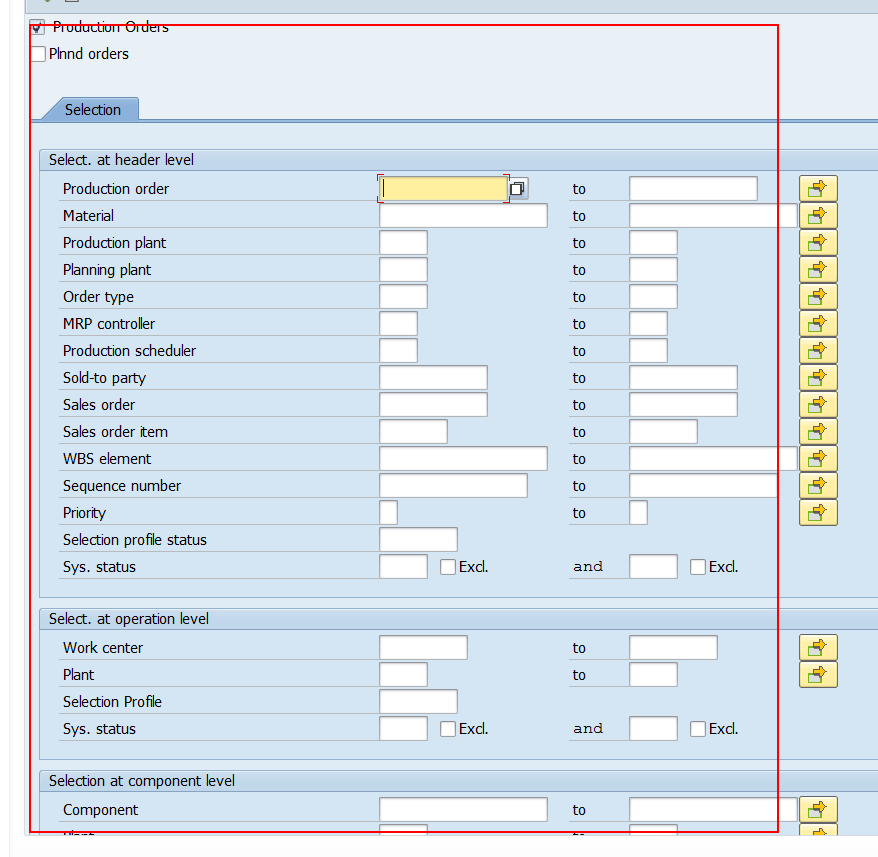 Production Orders
Plnnd orders
Selection
Select. at header level
Production order to
Material to
Production plant to
Planning plant to
Order type to
MRP controller to
Production scheduler to
Sold-to party to
Sales order to
Sales order item to
WBS element to
Sequence number to
Priority to
Selection profile status
Sys. status Excl. and Excl.
Select. at operation level
Work center to
Plant to
Selection Profile
Sys. status Excl. and Excl.
Selection at component level
Component to
Plant to